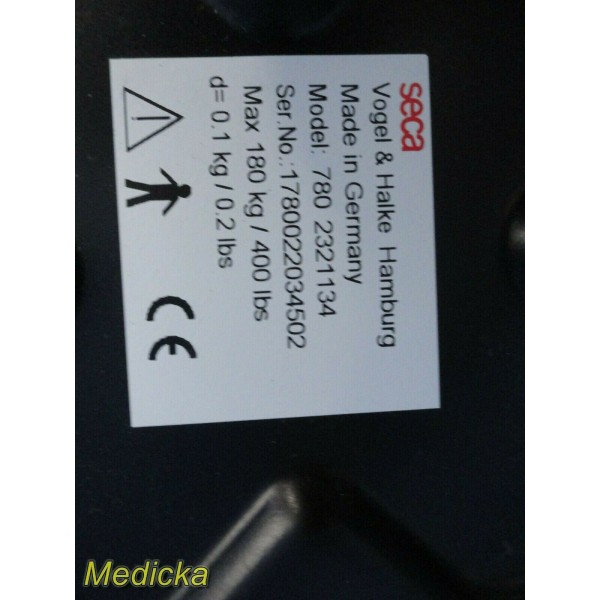 seca
Vogel & Halke Hamburg
Made in Germany
Model: 780 2321134
Ser.No.:1780022034502
Max 180 kg / 400 lbs
d= 0.1 kg / 0.2 lbs
CE
Medicka